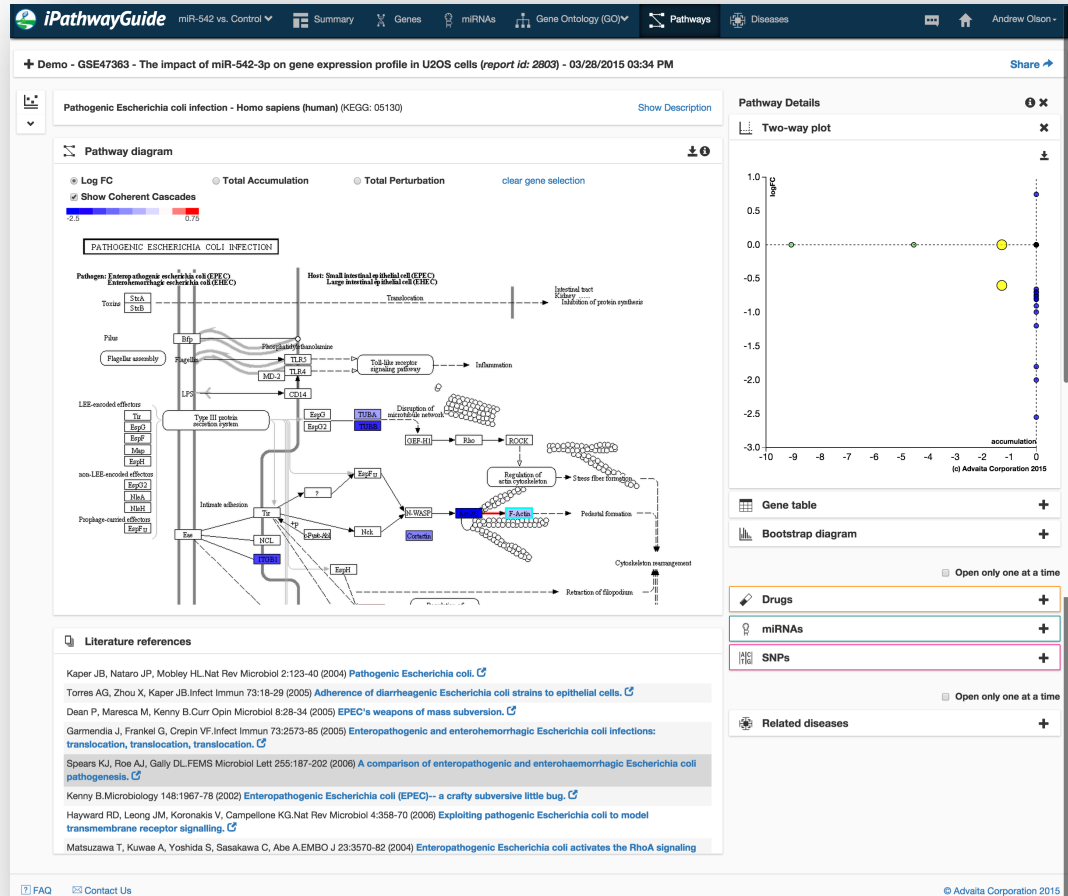 iPathwayGuide
miR-542 vs. Control
Summary
Genes
miRNAs
Gene Ontology (GO)
Pathways
Diseases
Andrew Olson
Demo - GSE47363 - The impact of miR-542-3p on gene expression profile in U2OS cells (report id: 2803) - 03/28/2015 03:34 PM
Share
Pathogenic Escherichia coli infection - Homo sapiens (human) (KEGG: 05130)
Show Description
Pathway diagram
Log FC
Total Accumulation
Total Perturbation
clear gene selection
Show Coherent Cascades
-2.5
0.75
PATHOGENIC ESCHERICHIA COLI INFECTION
Pathogen: Enteropathogenic escherichia coli (EPEC)
Enterohemorrhagic escherichia coli (EHEC)
Host: Small intestinal epithelial cell (EPEC)
Large intestinal epithelial cell (EHEC)
Toxins
StxA
StxB
Translocation
Intestinal tract
Kidney ......
Inhibition of protein synthesis
Pilus
Bfp
Phosphatidylethanolamine
Flagellar assembly
Flagellin
TLR5
MD-2
TLR4
Toll-like receptor
signaling pathway
Inflammation
LPS
CD14
LEE-encoded effectors
Tir
EspG
EspF
Map
EspH
non-LEE-encoded effectors
EspG2
NleA
NleH
Prophage-carried effectors
EspFU
Type III protein
secretion system
EspG
EspG2
TUBA
TUBB
Disruption of
microtubule network
GEF-H1
Rho
ROCK
Regulation of
actin cytoskeleton
Stress fiber formation
EspFU
?
Intimate adhesion
Tir
N-WASP
F-Actin
Pedestal formation
+p
Nck
Cortactin
Eae
NCL
ITGB1
EspH
Cytoskeleton rearrangement
Retraction of filopodium
Literature references
Kaper JB, Nataro JP, Mobley HL.Nat Rev Microbiol 2:123-40 (2004) Pathogenic Escherichia coli.
Torres AG, Zhou X, Kaper JB.Infect Immun 73:18-29 (2005) Adherence of diarrheagenic Escherichia coli strains to epithelial cells.
Dean P, Maresca M, Kenny B.Curr Opin Microbiol 8:28-34 (2005) EPEC's weapons of mass subversion.
Garmendia J, Frankel G, Crepin VF.Infect Immun 73:2573-85 (2005) Enteropathogenic and enterohemorrhagic Escherichia coli infections:
translocation, translocation, translocation.
Spears KJ, Roe AJ, Gally DL.FEMS Microbiol Lett 255:187-202 (2006) A comparison of enteropathogenic and enterohaemorrhagic Escherichia coli
pathogenesis.
Kenny B.Microbiology 148:1967-78 (2002) Enteropathogenic Escherichia coli (EPEC)-- a crafty subversive little bug.
Hayward RD, Leong JM, Koronakis V, Campellone KG.Nat Rev Microbiol 4:358-70 (2006) Exploiting pathogenic Escherichia coli to model
transmembrane receptor signalling.
Matsuzawa T, Kuwae A, Yoshida S, Sasakawa C, Abe A.EMBO J 23:3570-82 (2004) Enteropathogenic Escherichia coli activates the RhoA signaling
Pathway Details
Two-way plot
logFC
1.0
0.5
0.0
-0.5
-1.0
-1.5
-2.0
-2.5
-3.0
accumulation
-10 -9 -8 -7 -6 -5 -4 -3 -2 -1 0
(c) Advaita Corporation 2015
Gene table
Bootstrap diagram
Open only one at a time
Drugs
miRNAs
A|C|
T|G|
SNPs
Open only one at a time
Related diseases
? FAQ
Contact Us
© Advaita Corporation 2015